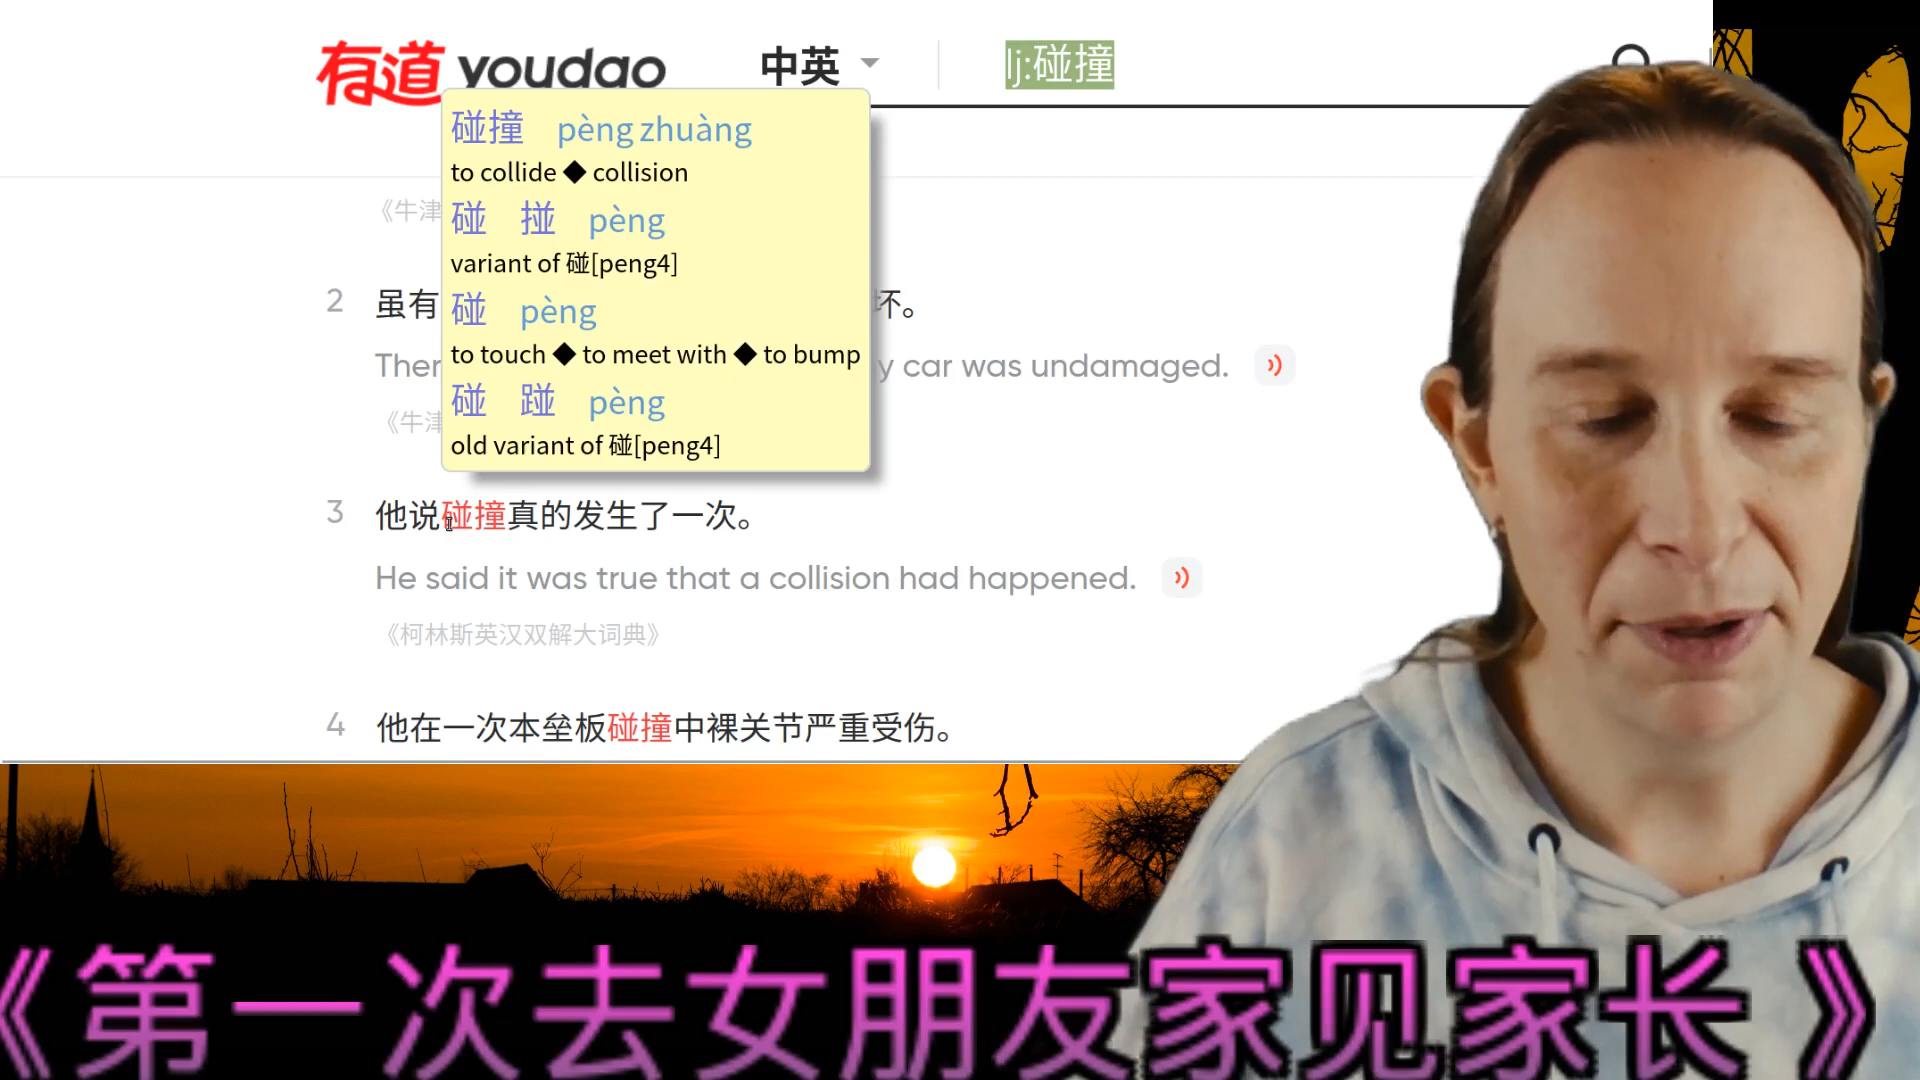 有道 youdao 中英 lj:碰撞
碰撞 pèng zhuàng
to collide ◆ collision
碰 掽 pèng
variant of 碰[peng4]
碰 pèng
to touch ◆ to meet with ◆ to bump
碰 踫 pèng
old variant of 碰[peng4]
《牛津
2 虽有 坏。
Ther y car was undamaged.
《牛津
3 他说碰撞真的发生了一次。
He said it was true that a collision had happened.
《柯林斯英汉双解大词典》
4 他在一次本垒板碰撞中裸关节严重受伤。
《第一次去女朋友家见家长》